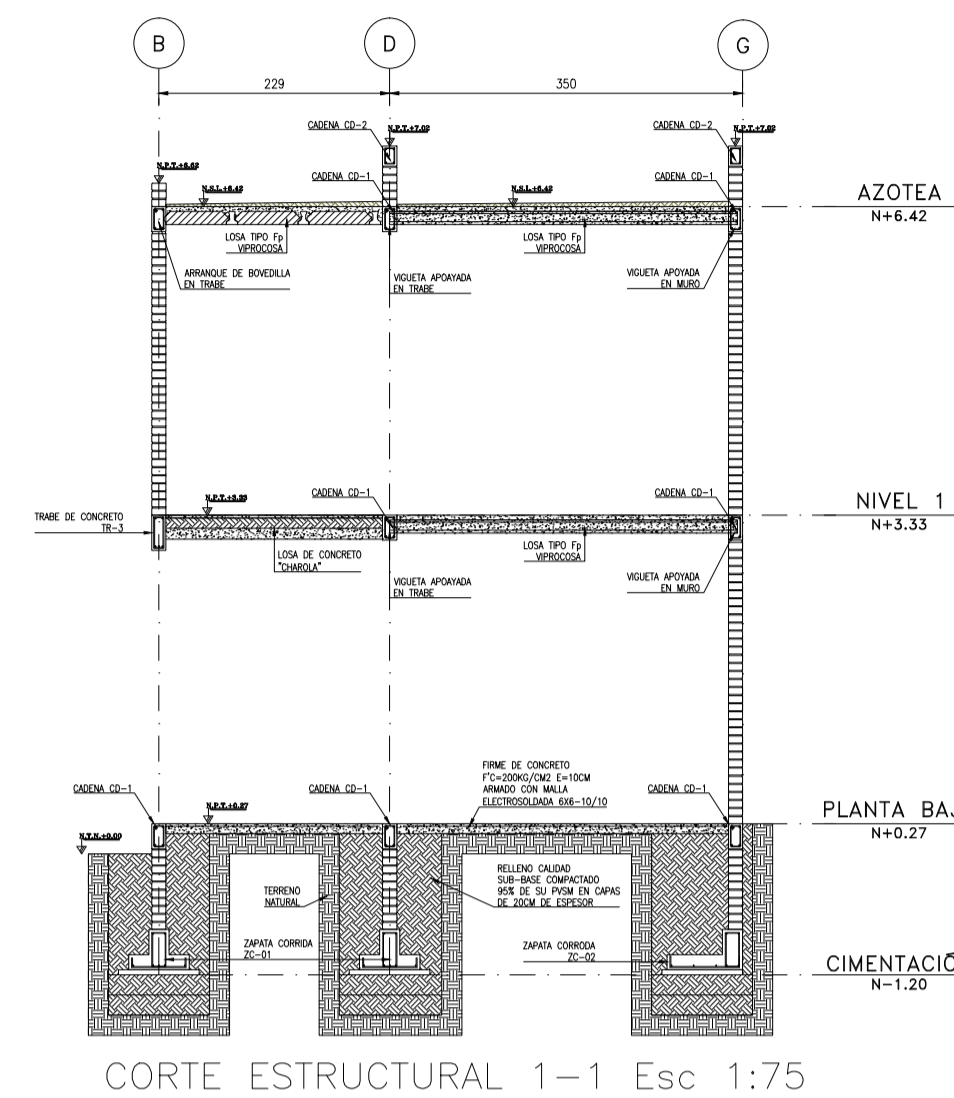 B
D
G
229
350
CADENA CD-2
N.P.T.+7.02
CADENA CD-2
N.P.T.+7.02
N.P.T.+6.62
N.S.L.+6.42
CADENA CD-1
N.S.L.+6.42
CADENA CD-1
AZOTEA
N+6.42
LOSA TIPO Fp
VIPROCOSA
LOSA TIPO Fp
VIPROCOSA
ARRANQUE DE BOVEDILLA
EN TRABE
VIGUETA APOAYADA
EN TRABE
VIGUETA APOYADA
EN MURO
N.P.T.+3.33
CADENA CD-1
CADENA CD-1
NIVEL 1
N+3.33
TRABE DE CONCRETO
TR-3
LOSA DE CONCRETO
"CHAROLA"
LOSA TIPO Fp
VIPROCOSA
VIGUETA APOAYADA
EN TRABE
VIGUETA APOYADA
EN MURO
FIRME DE CONCRETO
F'C=200KG/CM2 E=10CM
ARMADO CON MALLA
ELECTROSOLDADA 6X6-10/10
CADENA CD-1
N.P.T.+0.27
CADENA CD-1
CADENA CD-1
PLANTA BAJ
N+0.27
N.T.N.+0.00
TERRENO
NATURAL
RELLENO CALIDAD
SUB-BASE COMPACTADO
95% DE SU PVSM EN CAPAS
DE 20CM DE ESPESOR
ZAPATA CORRIDA
ZC-01
ZAPATA CORRODA
ZC-02
CIMENTACIÓ
N-1.20
CORTE ESTRUCTURAL 1-1 Esc 1:75